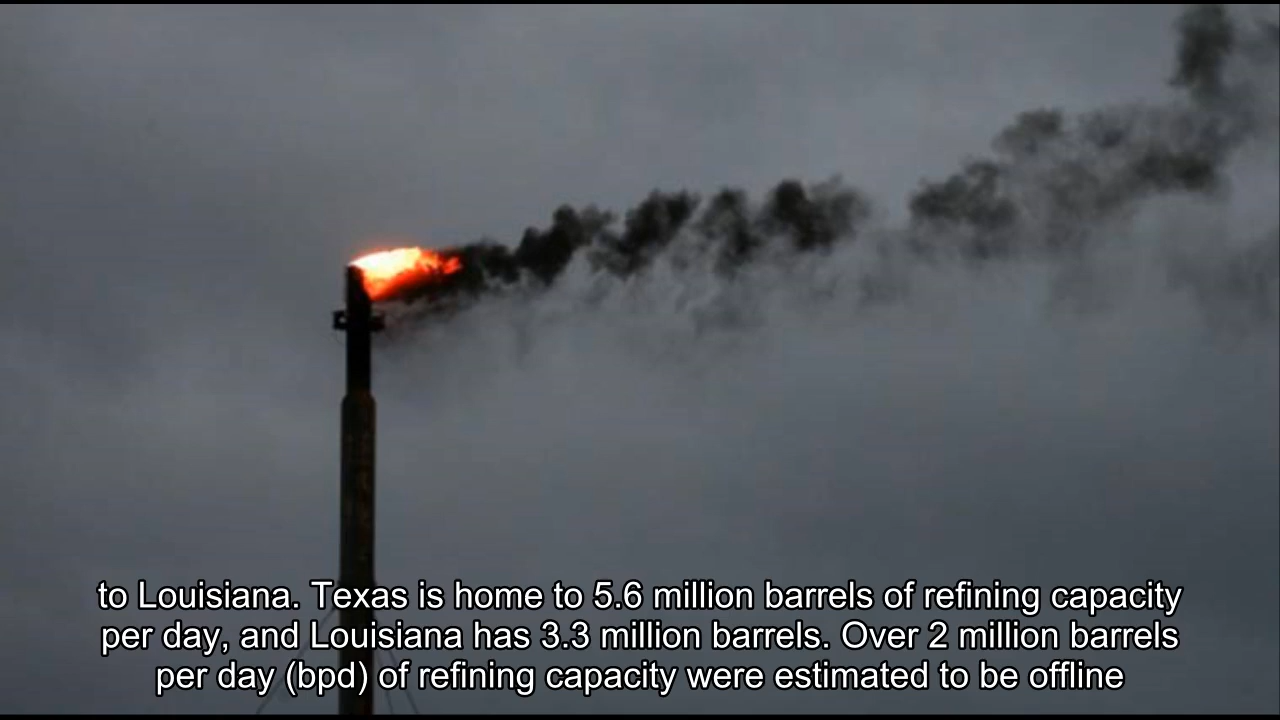 to Louisiana. Texas is home to 5.6 million barrels of refining capacity
per day, and Louisiana has 3.3 million barrels. Over 2 million barrels
per day (bpd) of refining capacity were estimated to be offline